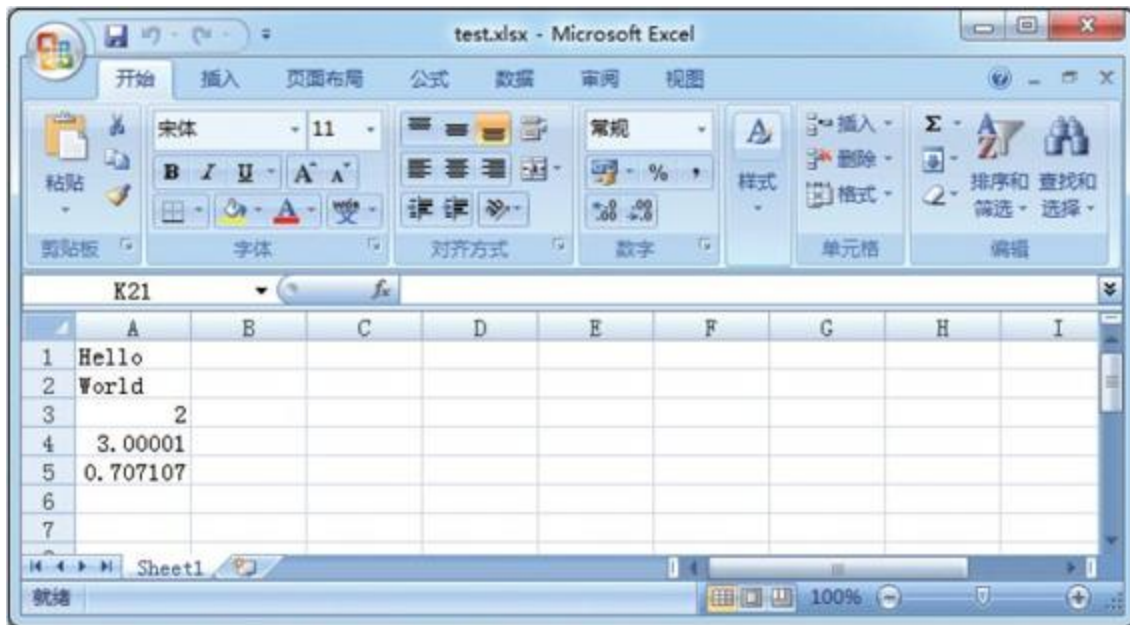 test.xlsx - Microsoft Excel
开始 插入 页面布局 公式 数据 审阅 视图
宋体 11 常规 插入 Σ
粘贴 B I U A A % , 样式 删除 排序和 查找和
A wén 变 .00 .0 格式 筛选 选择
剪贴板 字体 对齐方式 数字 单元格 编辑
K21 fx
A B C D E F G H I
1 Hello
2 World
3 2
4 3.00001
5 0.707107
6
7
Sheet1
就绪 100%